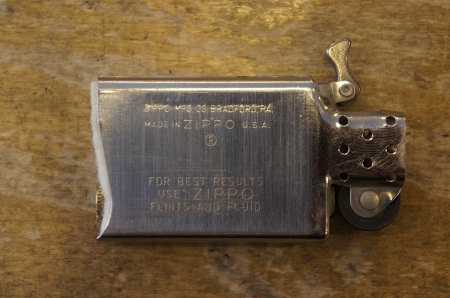 ZIPPO MFG. CO. BRADFORD, PA.
MADE IN ZIPPO U.S.A.
®
FOR BEST RESULTS
USE ZIPPO
FLINTS AND FLUID